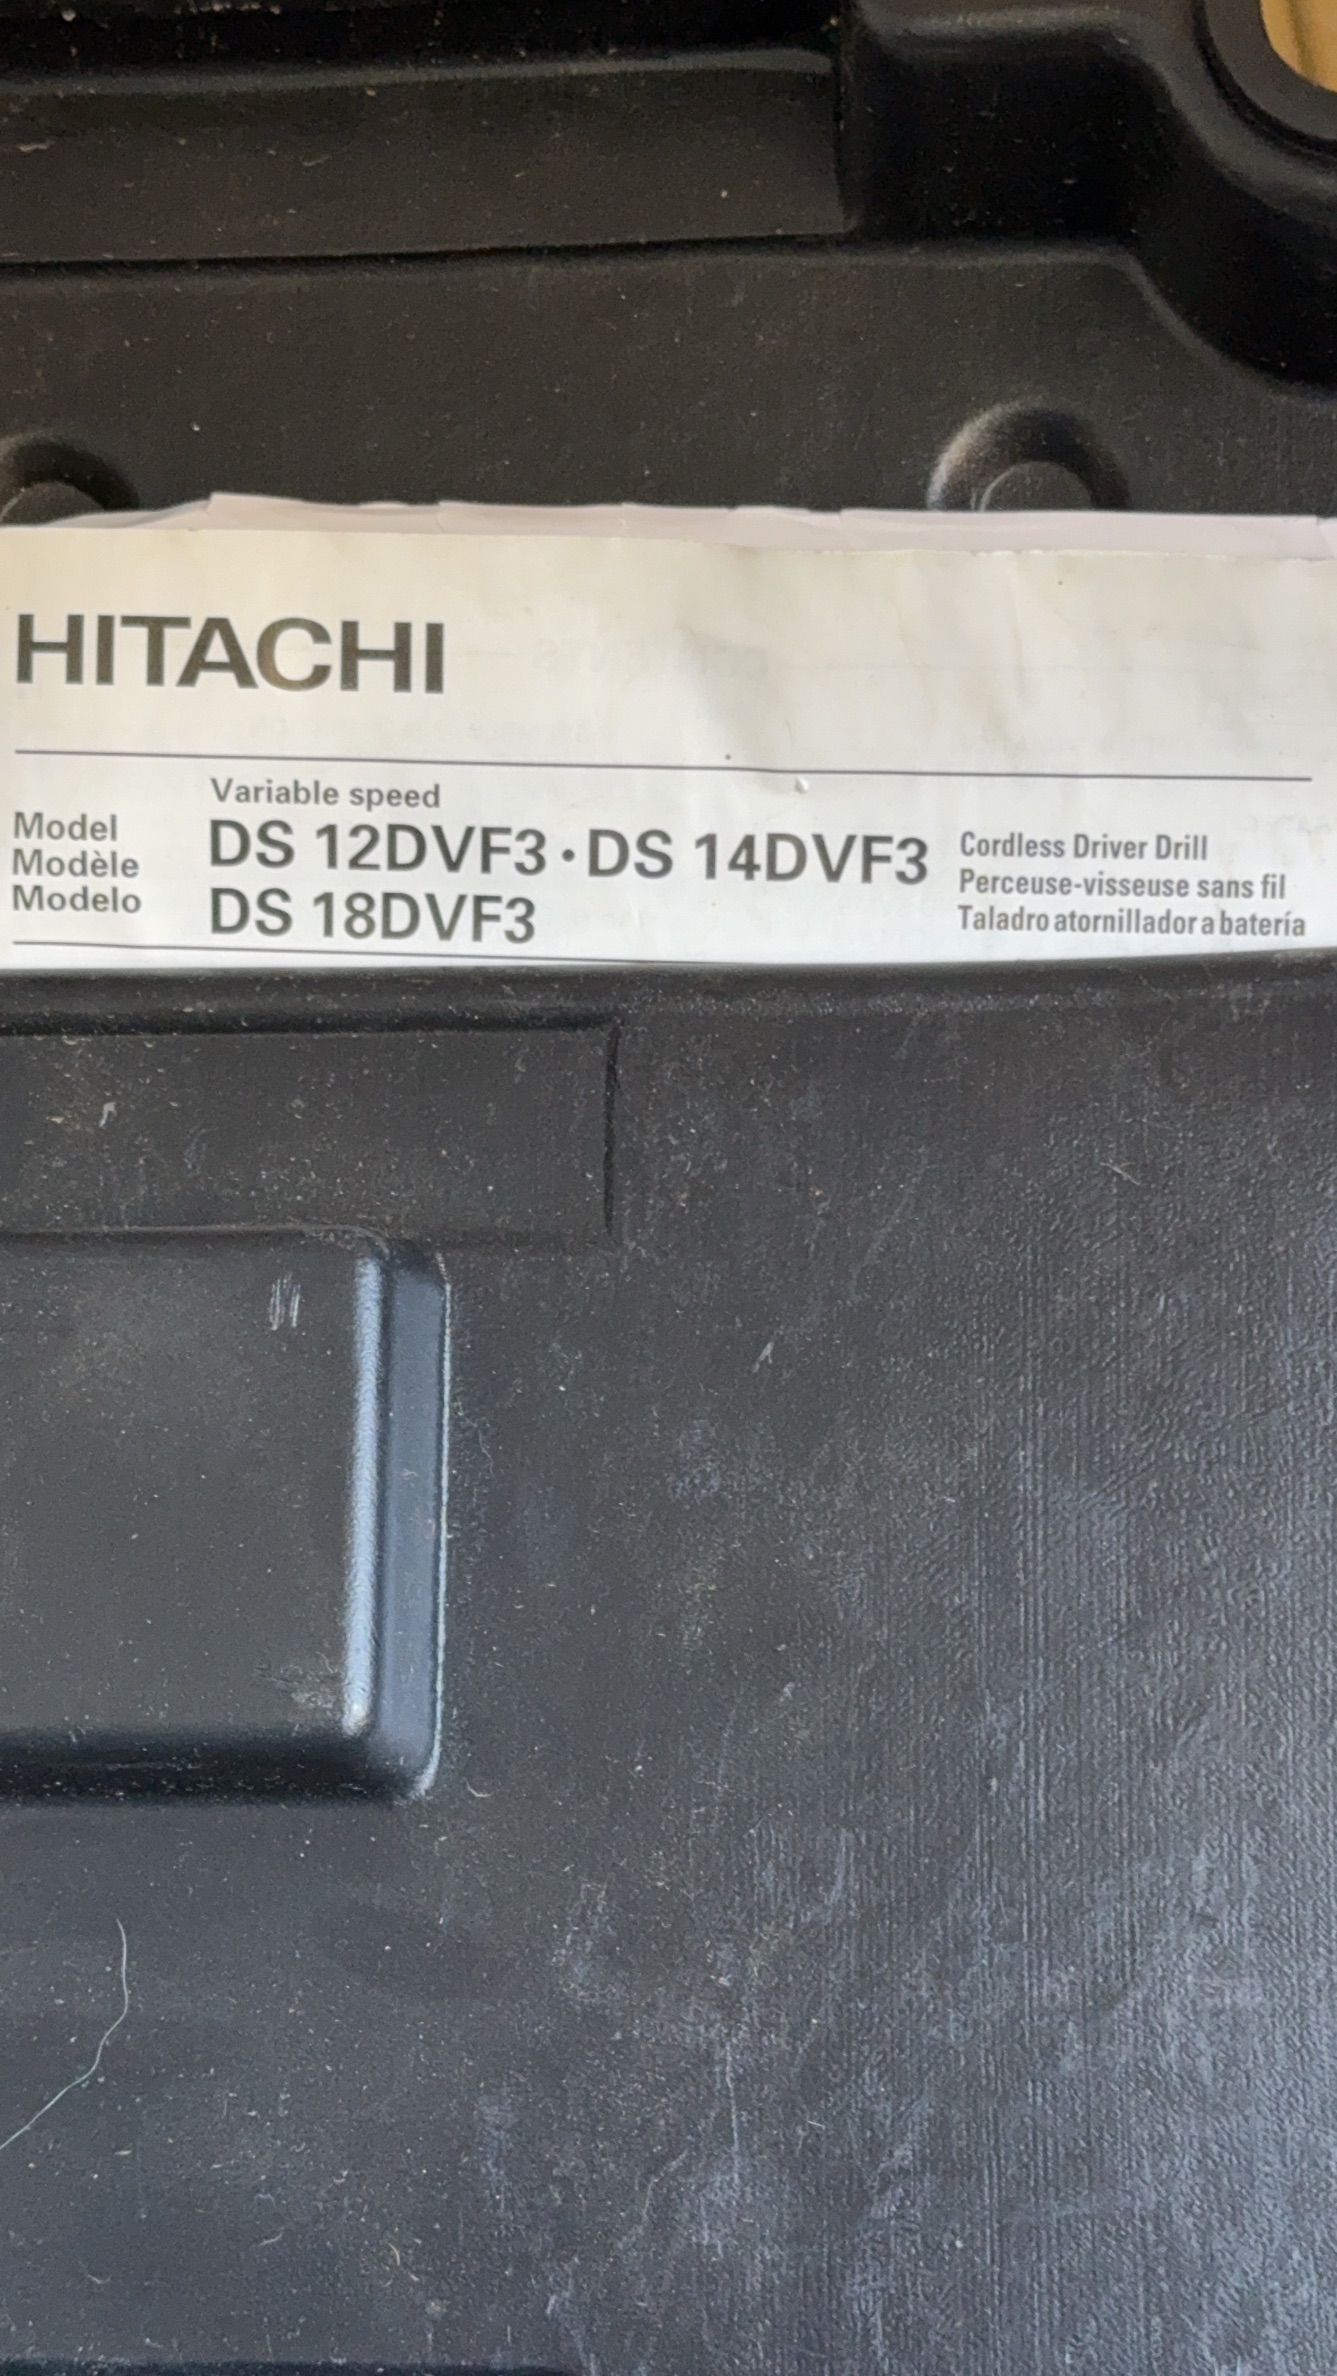 HITACHI
Variable speed
Model
Modèle
Modelo
DS 12DVF3 · DS 14DVF3
DS 18DVF3
Cordless Driver Drill
Perceuse-visseuse sans fil
Taladro atornillador a batería